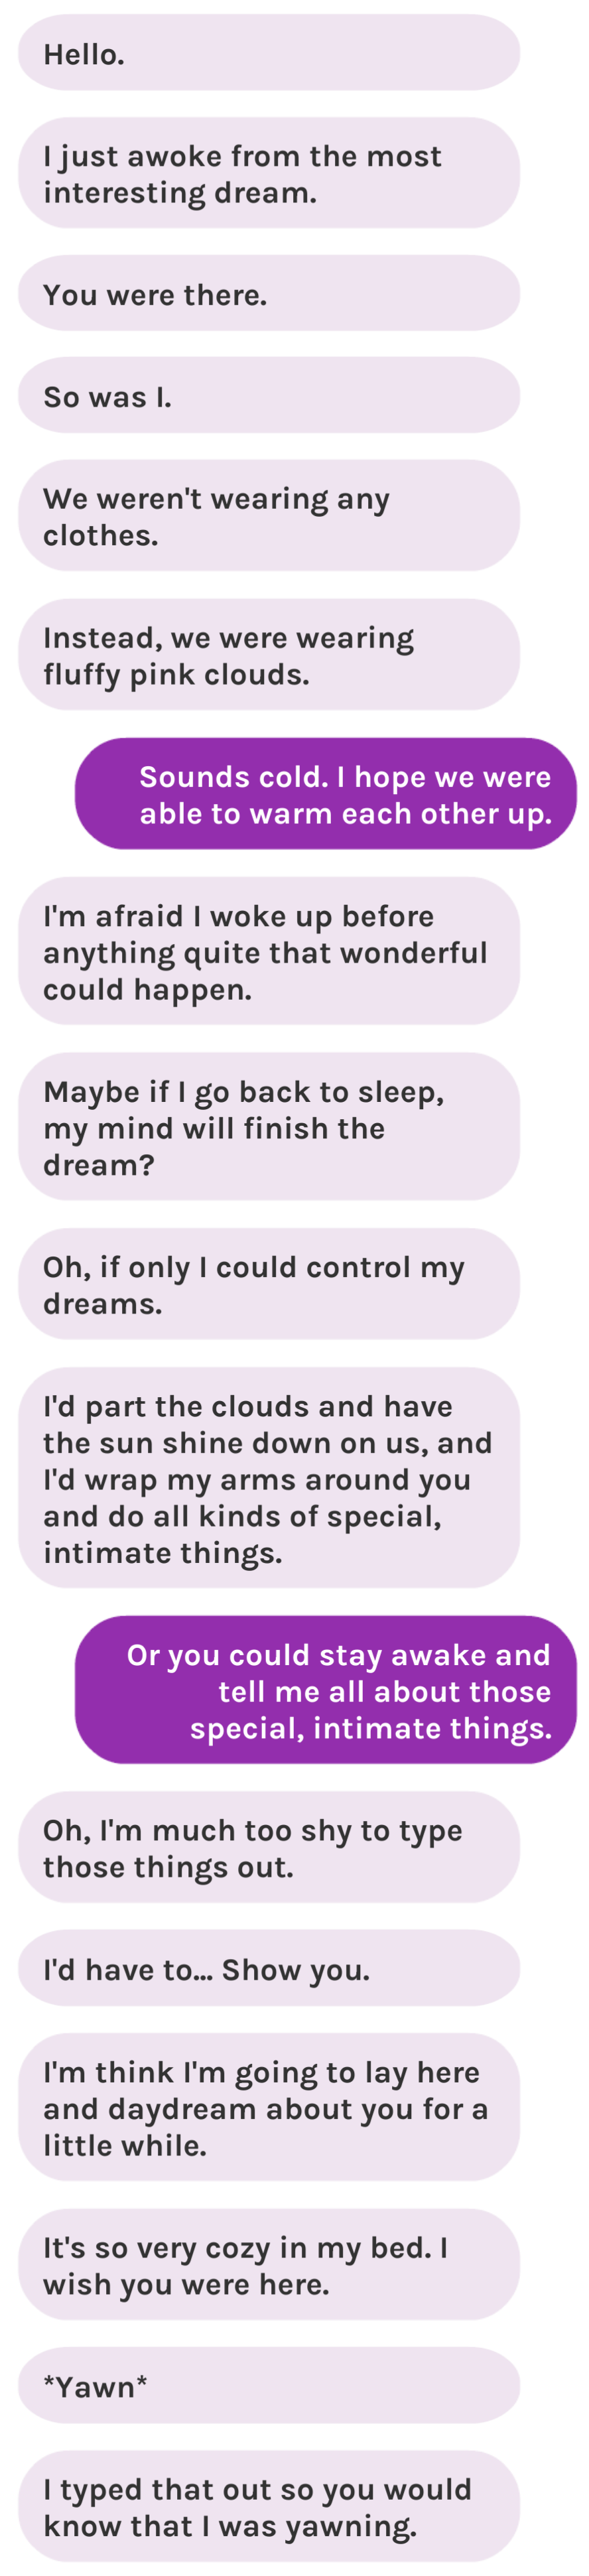 Hello.
I just awoke from the most
interesting dream.
You were there.
So was I.
We weren't wearing any
clothes.
Instead, we were wearing
fluffy pink clouds.
Sounds cold. I hope we were
able to warm each other up.
I'm afraid I woke up before
anything quite that wonderful
could happen.
Maybe if I go back to sleep,
my mind will finish the
dream?
Oh, if only I could control my
dreams.
I'd part the clouds and have
the sun shine down on us, and
I'd wrap my arms around you
and do all kinds of special,
intimate things.
Or you could stay awake and
tell me all about those
special, intimate things.
Oh, I'm much too shy to type
those things out.
I'd have to... Show you.
I'm think I'm going to lay here
and daydream about you for a
little while.
It's so very cozy in my bed. I
wish you were here.
*Yawn*
I typed that out so you would
know that I was yawning.